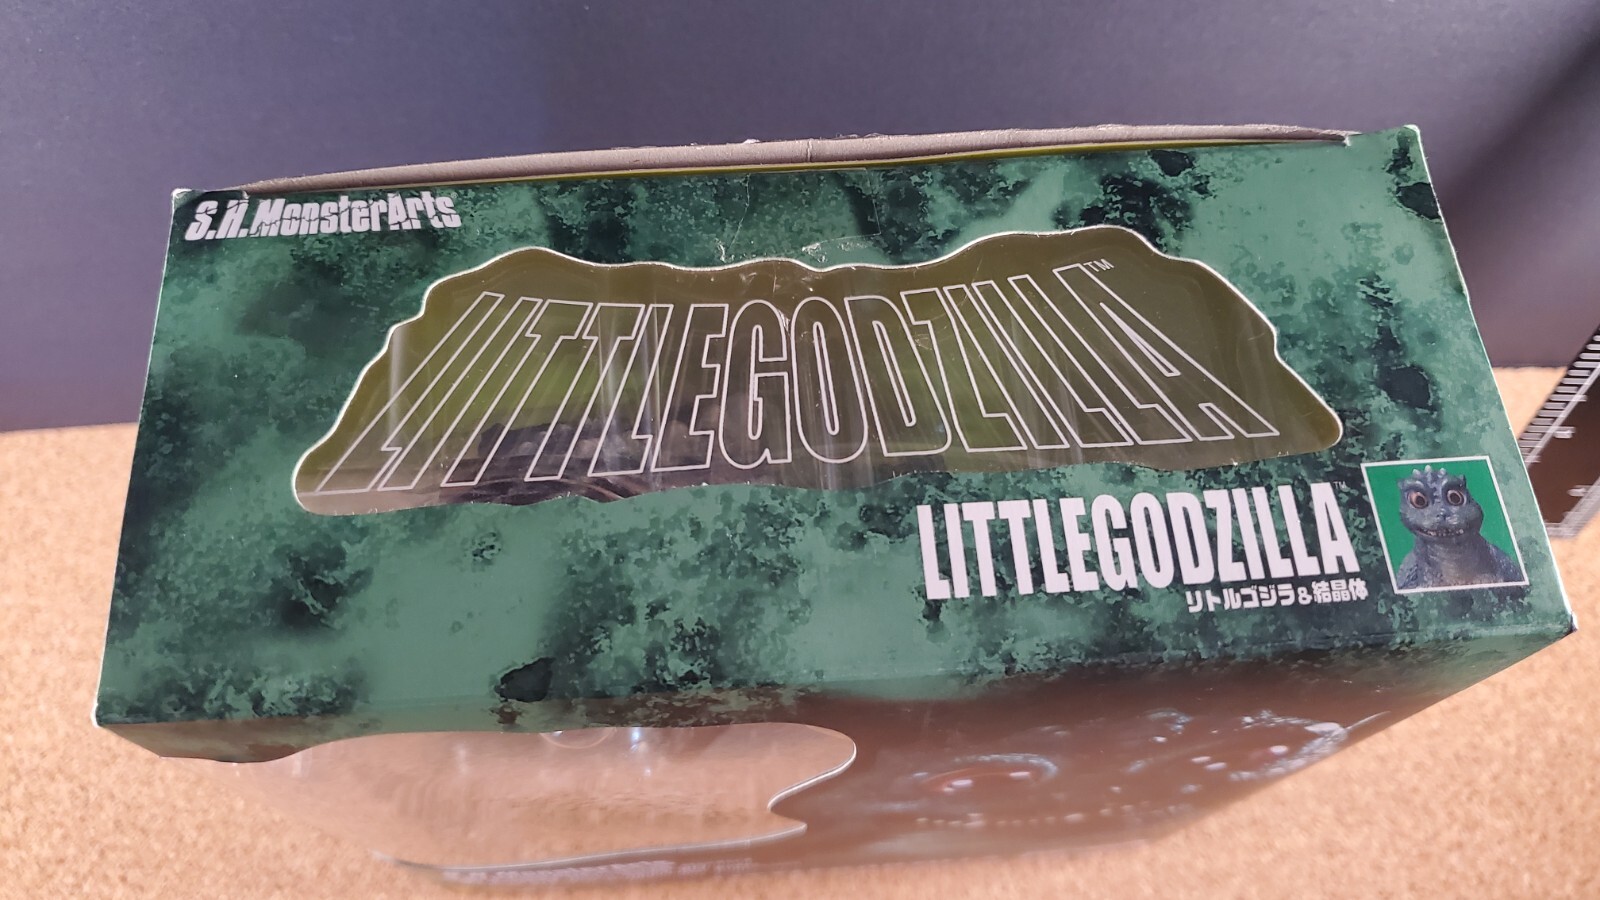 S.H.MonsterArts
LITTLEGODZILLA™
LITTLEGODZILLA™
リトルゴジラ&結晶体